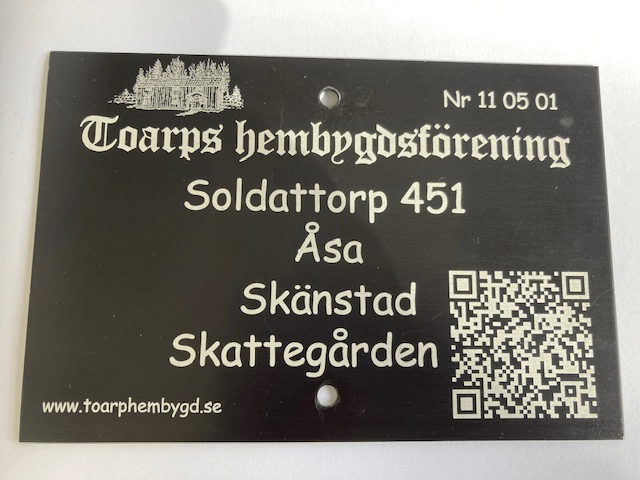 Nr 11 05 01
Toarps hembygdsförening
Soldattorp 451
Åsa
Skänstad
Skattegården
www.toarphembygd.se